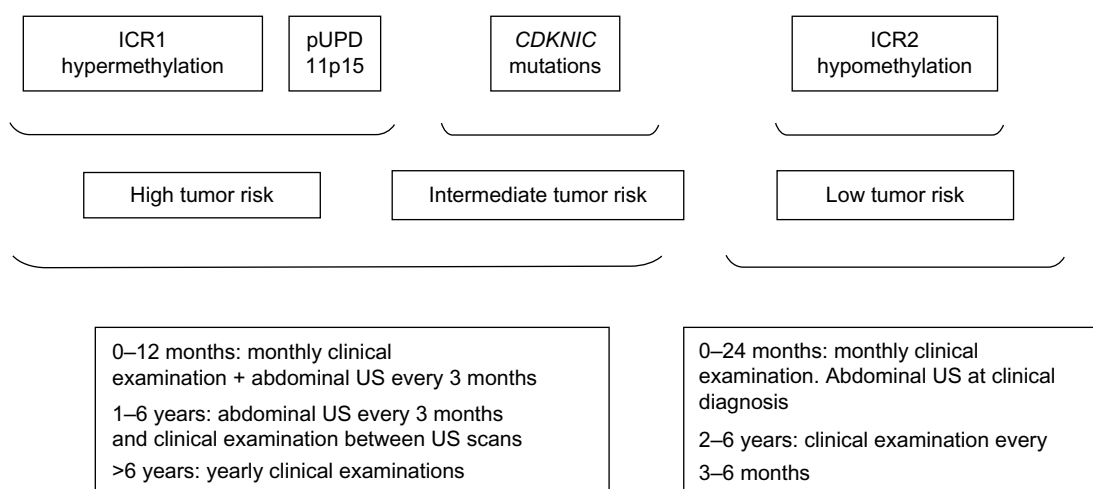 ICR1
hypermethylation
pUPD
11p15
CDKNIC
mutations
ICR2
hypomethylation
High tumor risk
Intermediate tumor risk
Low tumor risk
0–12 months: monthly clinical
examination + abdominal US every 3 months
1–6 years: abdominal US every 3 months
and clinical examination between US scans
>6 years: yearly clinical examinations
0–24 months: monthly clinical
examination. Abdominal US at clinical
diagnosis
2–6 years: clinical examination every
3–6 months